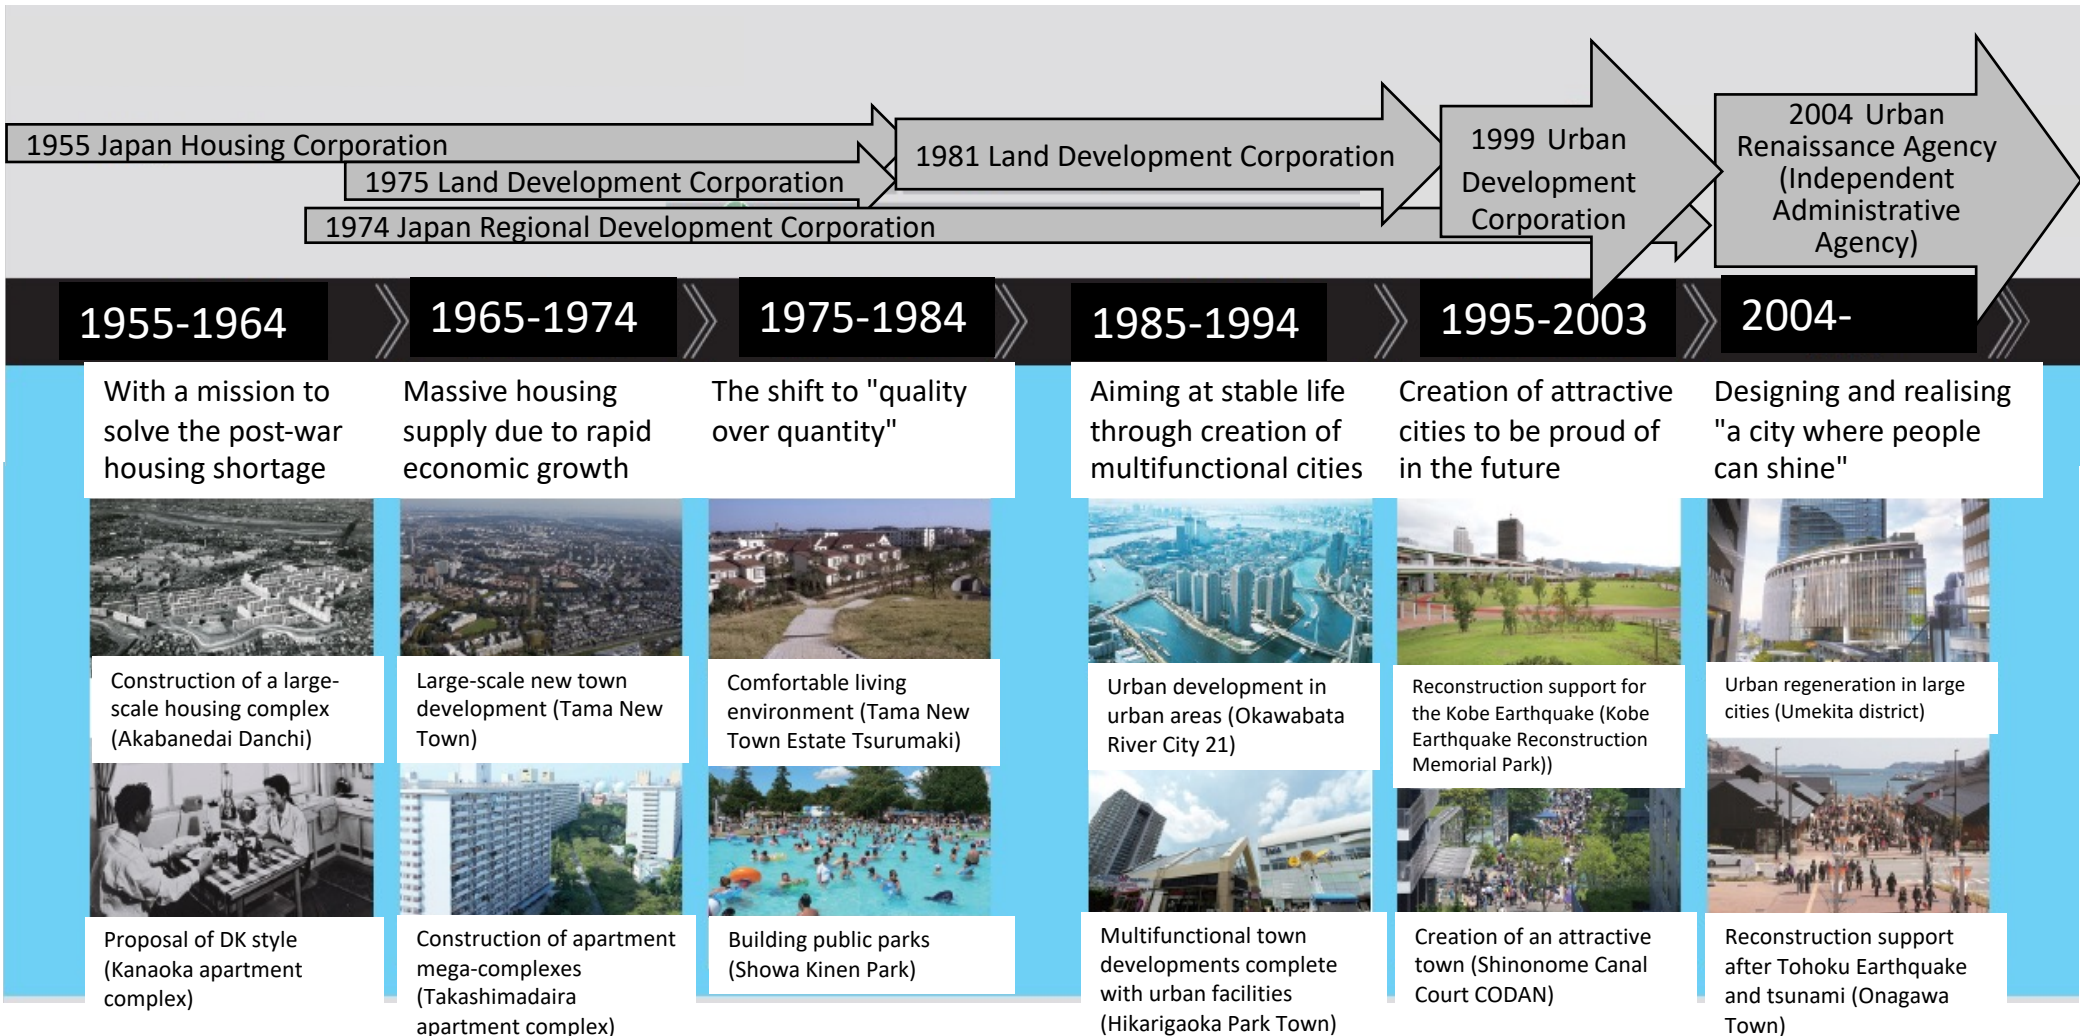 1955 Japan Housing Corporation
1975 Land Development Corporation
1974 Japan Regional Development Corporation
1981 Land Development Corporation
1999 Urban
Development
Corporation
2004 Urban
Renaissance Agency
(Independent
Administrative
Agency)
1955-1964
1965-1974
1975-1984
1985-1994
1995-2003
2004-
With a mission to
solve the post-war
housing shortage
Massive housing
supply due to rapid
economic growth
The shift to "quality
over quantity"
Aiming at stable life
through creation of
multifunctional cities
Creation of attractive
cities to be proud of
in the future
Designing and realising
"a city where people
can shine"
Construction of a large-
scale housing complex
(Akabanedai Danchi)
Large-scale new town
development (Tama New
Town)
Comfortable living
environment (Tama New
Town Estate Tsurumaki)
Urban development in
urban areas (Okawabata
River City 21)
Reconstruction support for
the Kobe Earthquake (Kobe
Earthquake Reconstruction
Memorial Park))
Urban regeneration in large
cities (Umekita district)
Proposal of DK style
(Kanaoka apartment
complex)
Construction of apartment
mega-complexes
(Takashimadaira
apartment complex)
Building public parks
(Showa Kinen Park)
Multifunctional town
developments complete
with urban facilities
(Hikarigaoka Park Town)
Creation of an attractive
town (Shinonome Canal
Court CODAN)
Reconstruction support
after Tohoku Earthquake
and tsunami (Onagawa
Town)